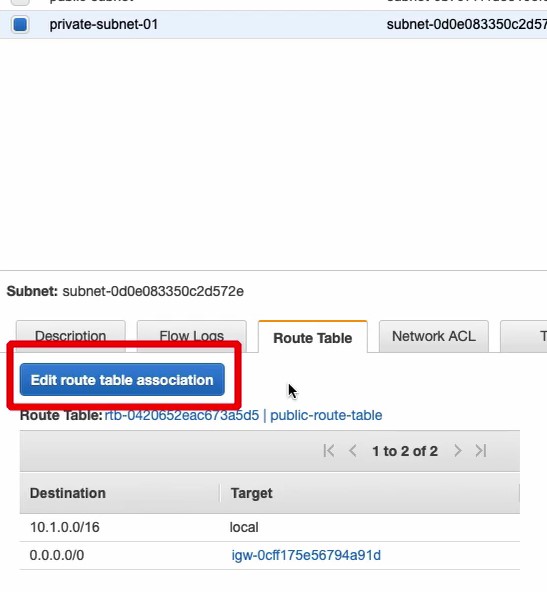 private-subnet-01 subnet-0d0e083350c2d57
Subnet: subnet-0d0e083350c2d572e
Description Flow Logs Route Table Network ACL T
Edit route table association
Route Table: rtb-0420652eac673a5d5 | public-route-table
1 to 2 of 2
Destination Target
10.1.0.0/16 local
0.0.0.0/0 igw-0cff175e56794a91d